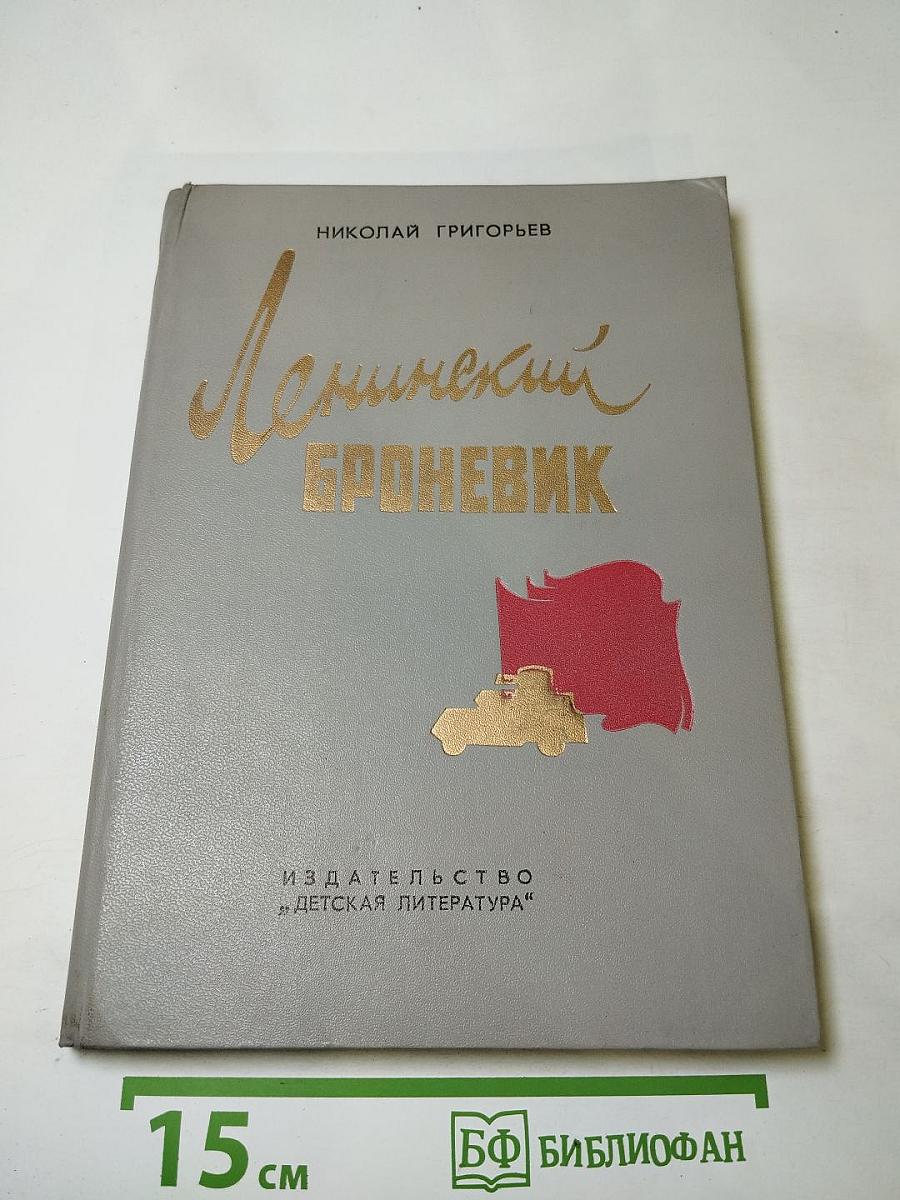 НИКОЛАЙ ГРИГОРЬЕВ
Ленинский
БРОНЕВИК
ИЗДАТЕЛЬСТВО
„ДЕТСКАЯ ЛИТЕРАТУРА“
15 см
БФ БИБЛИОФАН